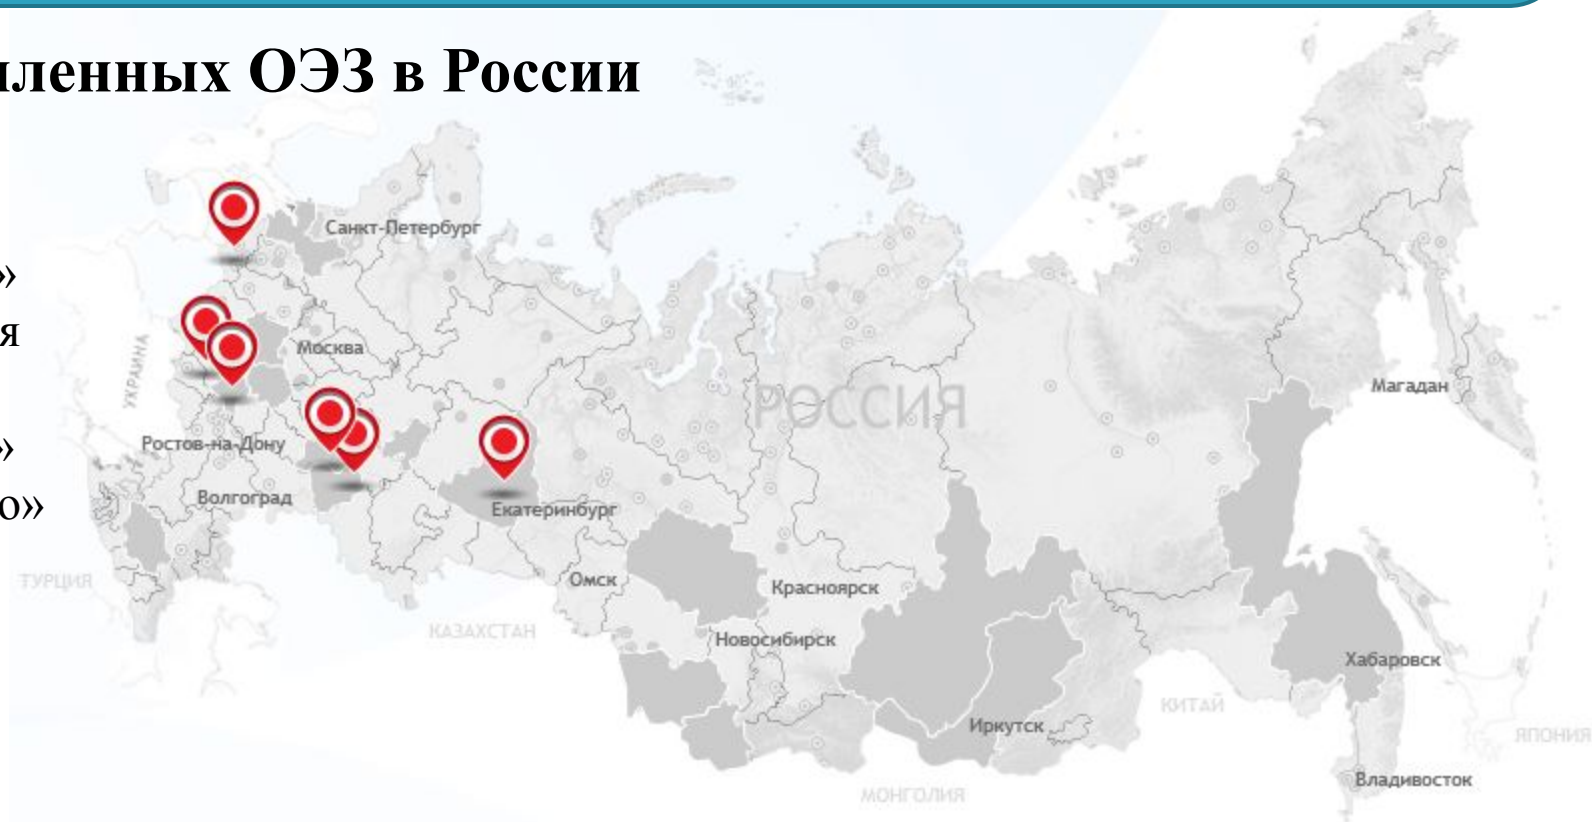 ленных ОЭЗ в России
»
я
»
о»
Санкт-Петербург
Москва
УКРАИНА
РОССИЯ
Магадан
Ростов-на-Дону
Волгоград
Екатеринбург
ТУРЦИЯ
Омск
Красноярск
КАЗАХСТАН
Новосибирск
Хабаровск
КИТАЙ
Иркутск
ЯПОНИЯ
Владивосток
МОНГОЛИЯ